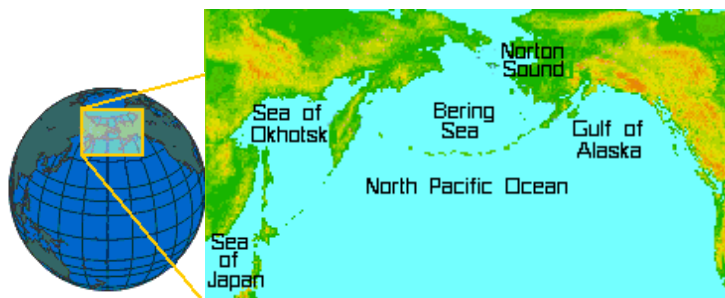 Norton
Sound
Sea of
Okhotsk
Bering
Sea
Gulf of
Alaska
North Pacific Ocean
Sea
of
Japan